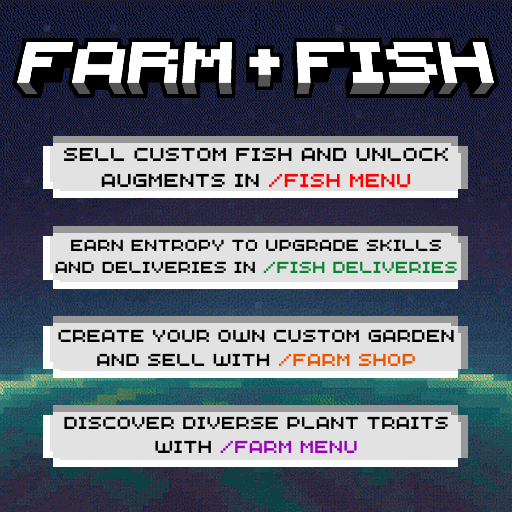 FARM + FISH
SELL CUSTOM FISH AND UNLOCK
AUGMENTS IN /FISH MENU
EARN ENTROPY TO UPGRADE SKILLS
AND DELIVERIES IN /FISH DELIVERIES
CREATE YOUR OWN CUSTOM GARDEN
AND SELL WITH /FARM SHOP
DISCOVER DIVERSE PLANT TRAITS
WITH /FARM MENU